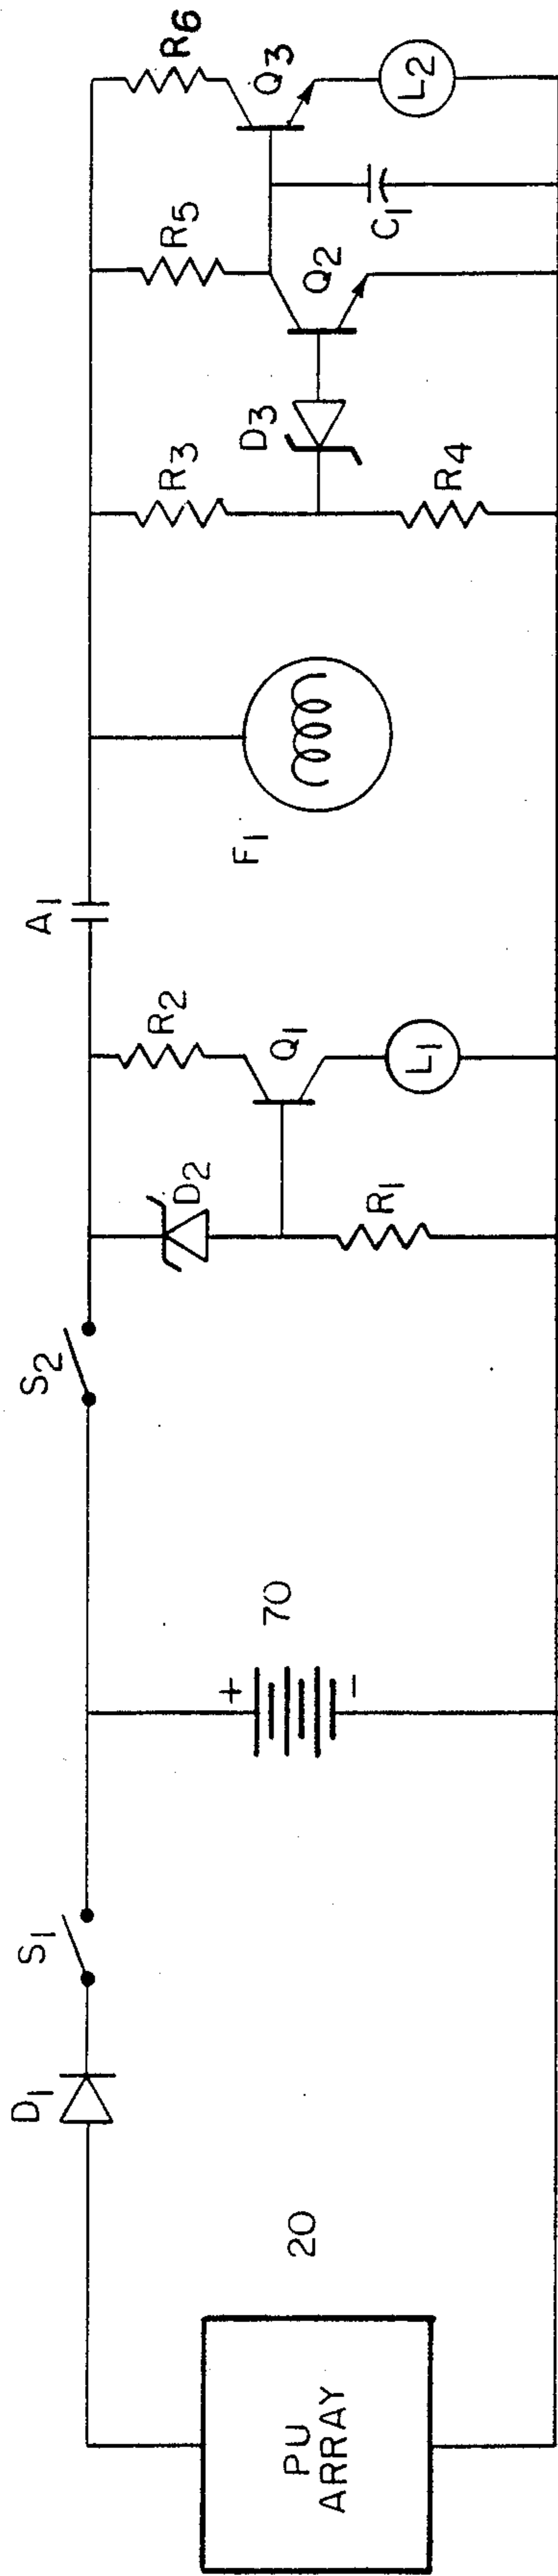 PU
ARRAY
20
D1
S1
+
−
70
S2
D2
R1
R2
Q1
L1
A1
F1
R3
R4
D3
R5
Q2
C1
R6
Q3
L2